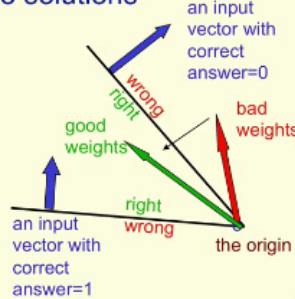 solutions
an input
vector with
correct
answer=0
wrong
right
good
weights
bad
weights
right
wrong
an input
vector with
correct
answer=1
the origin